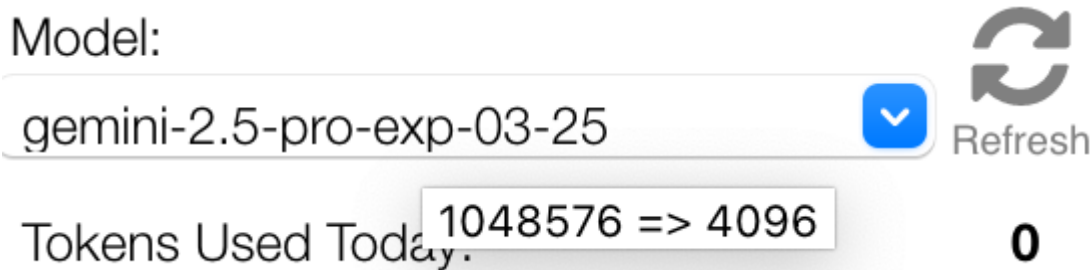 Model:
gemini-2.5-pro-exp-03-25
Refresh
1048576 => 4096
Tokens Used Today:
0